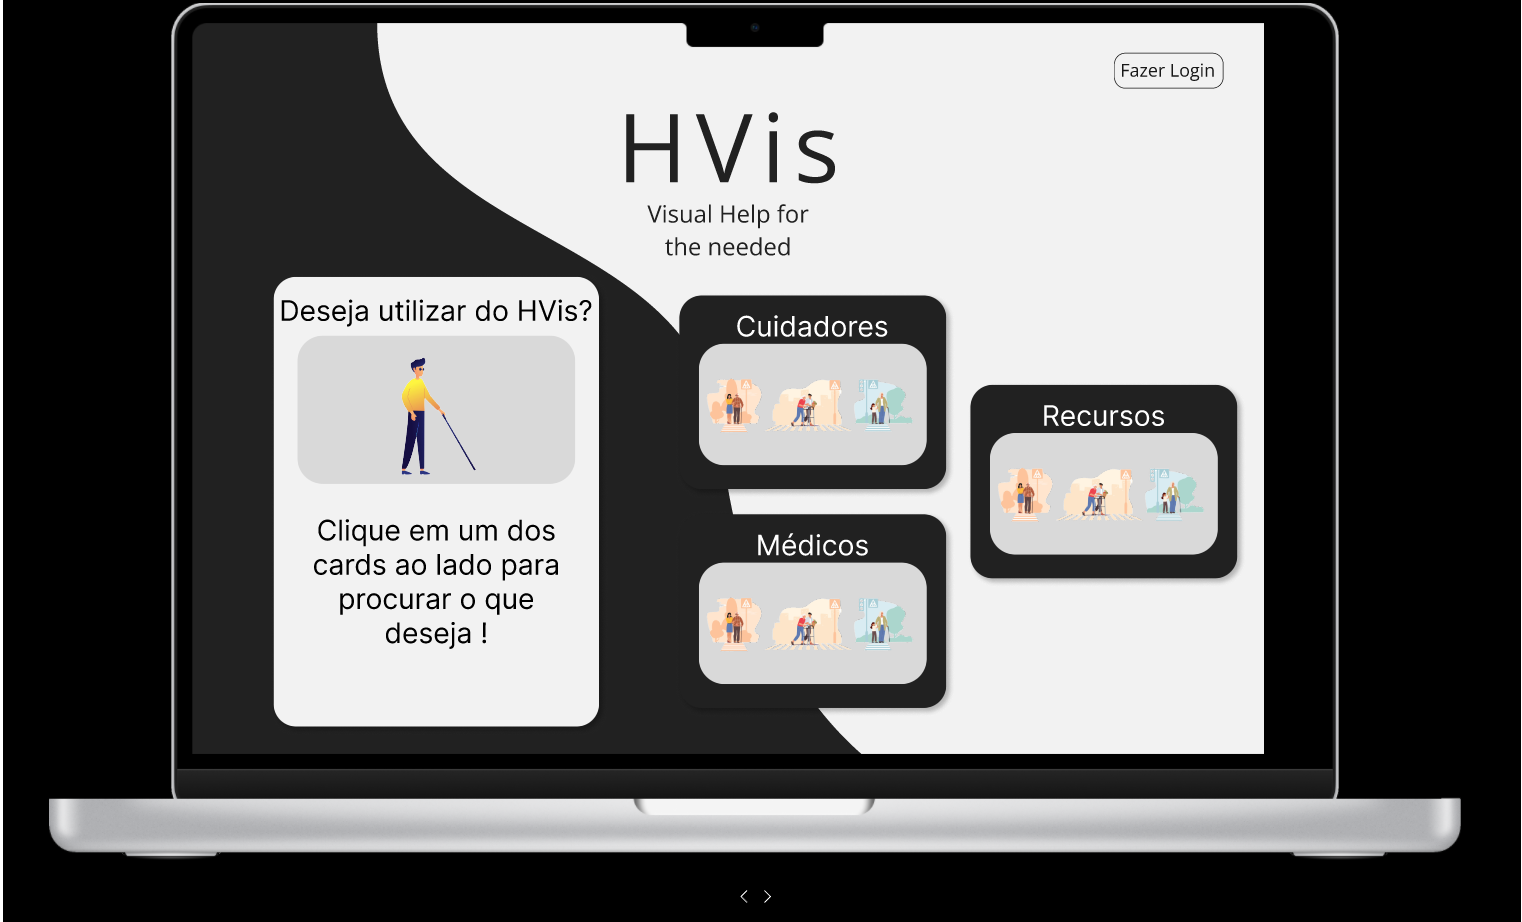 Fazer Login
HVis
Visual Help for
the needed
Deseja utilizar do HVis?
Clique em um dos
cards ao lado para
procurar o que
deseja !
Cuidadores
Médicos
Recursos